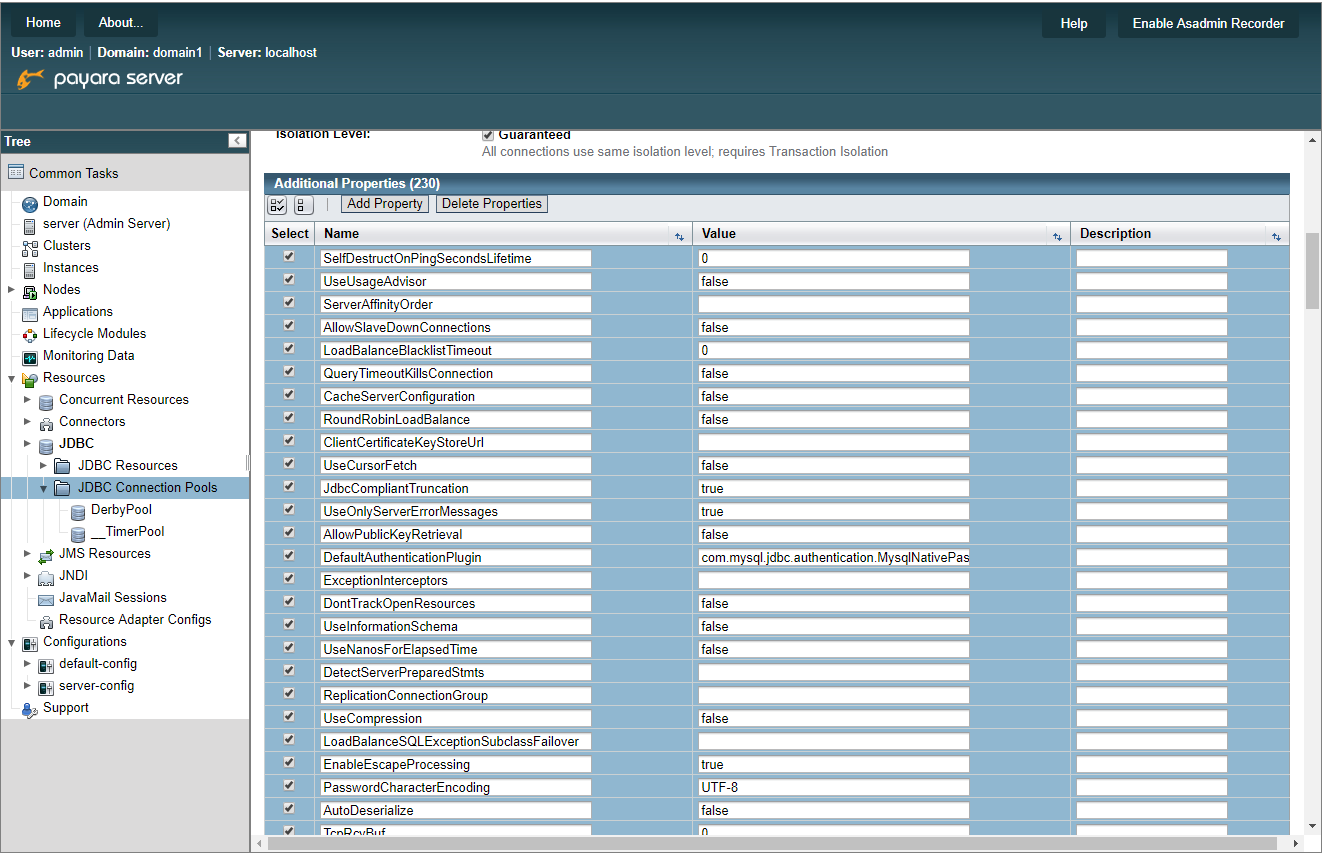 Home About... Help Enable Asadmin Recorder
User: admin Domain: domain1 Server: localhost
payara server
Tree
Common Tasks
Domain
server (Admin Server)
Clusters
Instances
Nodes
Applications
Lifecycle Modules
Monitoring Data
Resources
Concurrent Resources
Connectors
JDBC
JDBC Resources
JDBC Connection Pools
DerbyPool
__TimerPool
JMS Resources
JNDI
JavaMail Sessions
Resource Adapter Configs
Configurations
default-config
server-config
Support
Isolation Level: Guaranteed
All connections use same isolation level; requires Transaction Isolation
Additional Properties (230)
Add Property Delete Properties
Select Name Value Description
SelfDestructOnPingSecondsLifetime 0
UseUsageAdvisor false
ServerAffinityOrder
AllowSlaveDownConnections false
LoadBalanceBlacklistTimeout 0
QueryTimeoutKillsConnection false
CacheServerConfiguration false
RoundRobinLoadBalance false
ClientCertificateKeyStoreUrl
UseCursorFetch false
JdbcCompliantTruncation true
UseOnlyServerErrorMessages true
AllowPublicKeyRetrieval false
DefaultAuthenticationPlugin com.mysql.jdbc.authentication.MysqlNativePas
ExceptionInterceptors
DontTrackOpenResources false
UseInformationSchema false
UseNanosForElapsedTime false
DetectServerPreparedStmts
ReplicationConnectionGroup
UseCompression false
LoadBalanceSQLExceptionSubclassFailover
EnableEscapeProcessing true
PasswordCharacterEncoding UTF-8
AutoDeserialize false
TcpRcvBuf 0